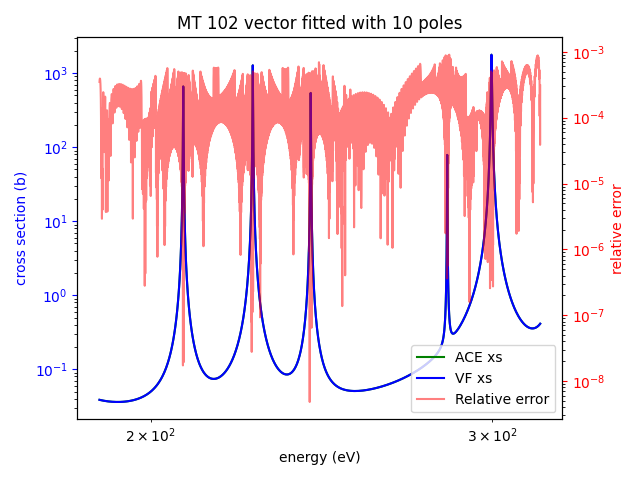 MT 102 vector fitted with 10 poles
10³
10²
10¹
10⁰
10⁻¹
cross section (b)
10⁻³
10⁻⁴
10⁻⁵
10⁻⁶
10⁻⁷
10⁻⁸
relative error
ACE xs
VF xs
Relative error
2 × 10²
3 × 10²
energy (eV)